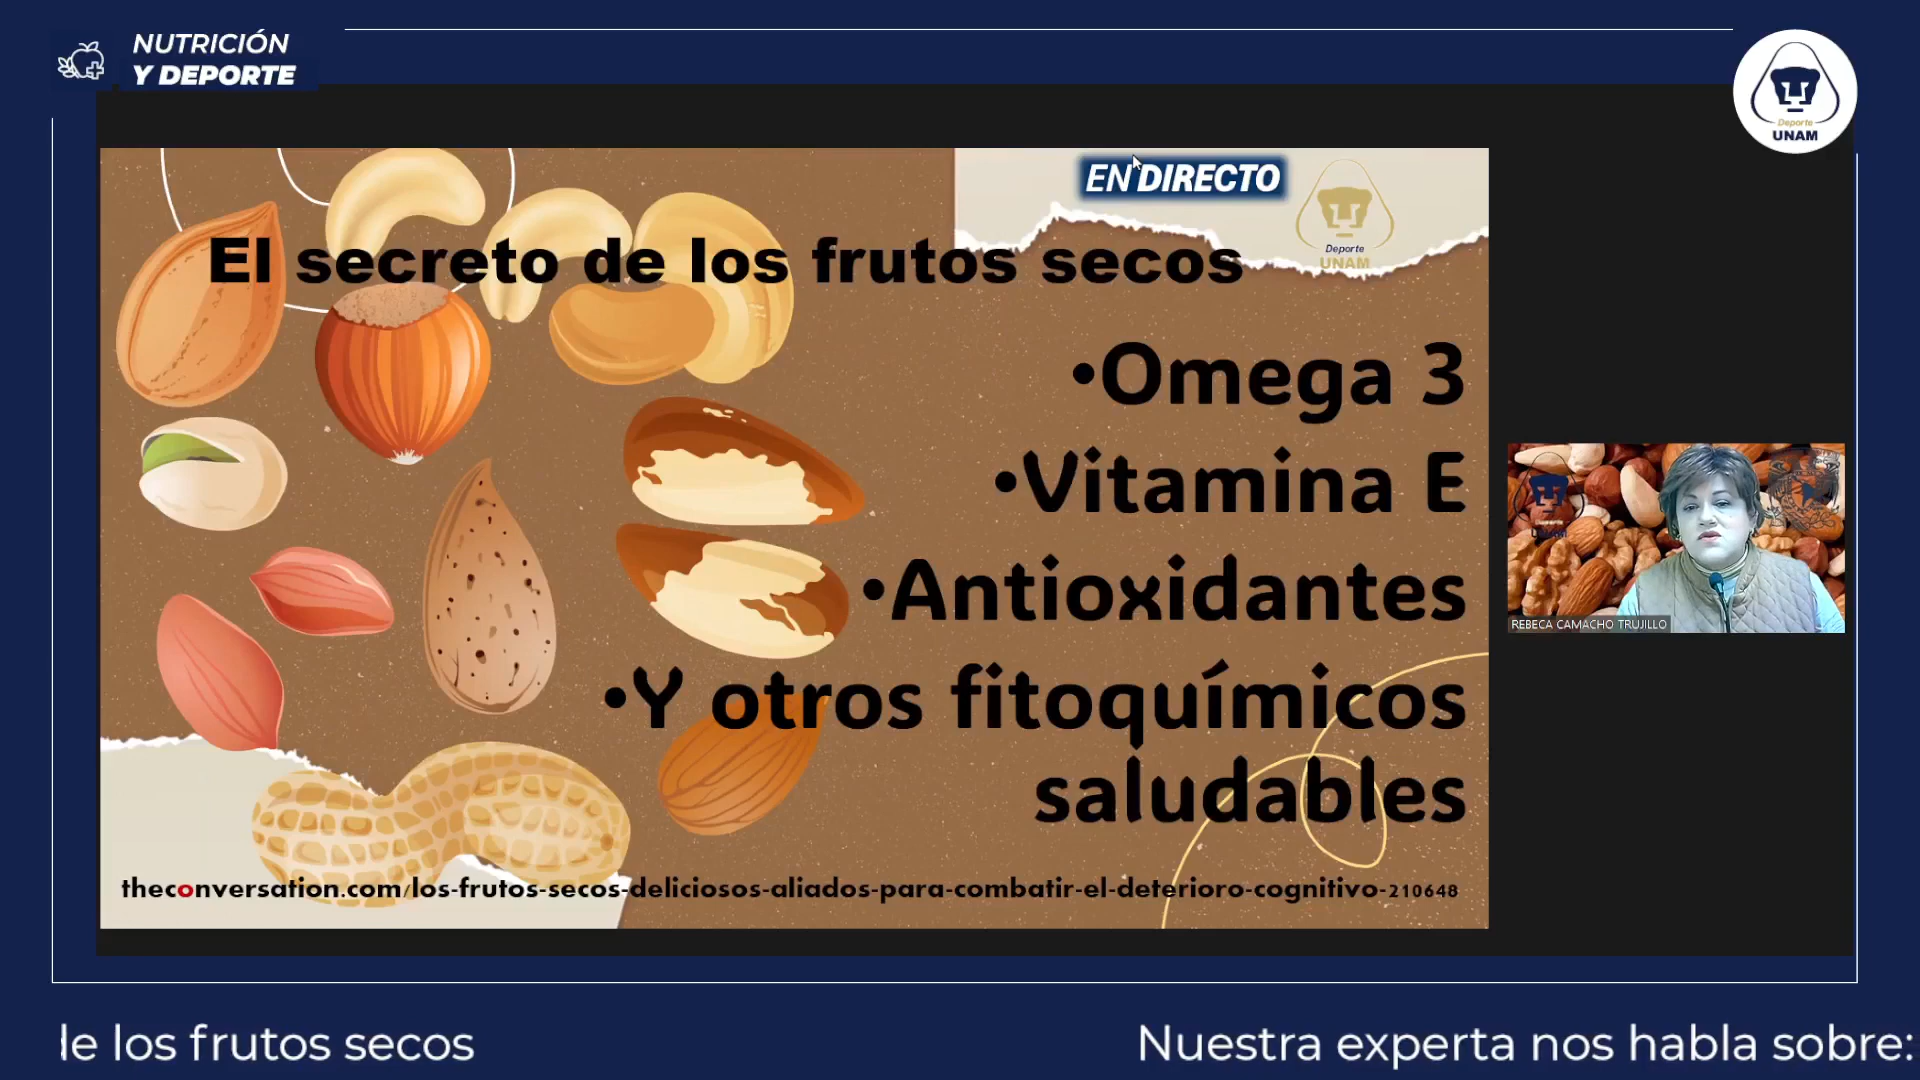 NUTRICIÓN
Y DEPORTE
Deporte
UNAM
EN DIRECTO
Deporte
UNAM
El secreto de los frutos secos
•Omega 3
•Vitamina E
•Antioxidantes
•Y otros fitoquímicos
saludables
theconversation.com/los-frutos-secos-deliciosos-aliados-para-combatir-el-deterioro-cognitivo-210648
REBECA CAMACHO TRUJILLO
de los frutos secos
Nuestra experta nos habla sobre: